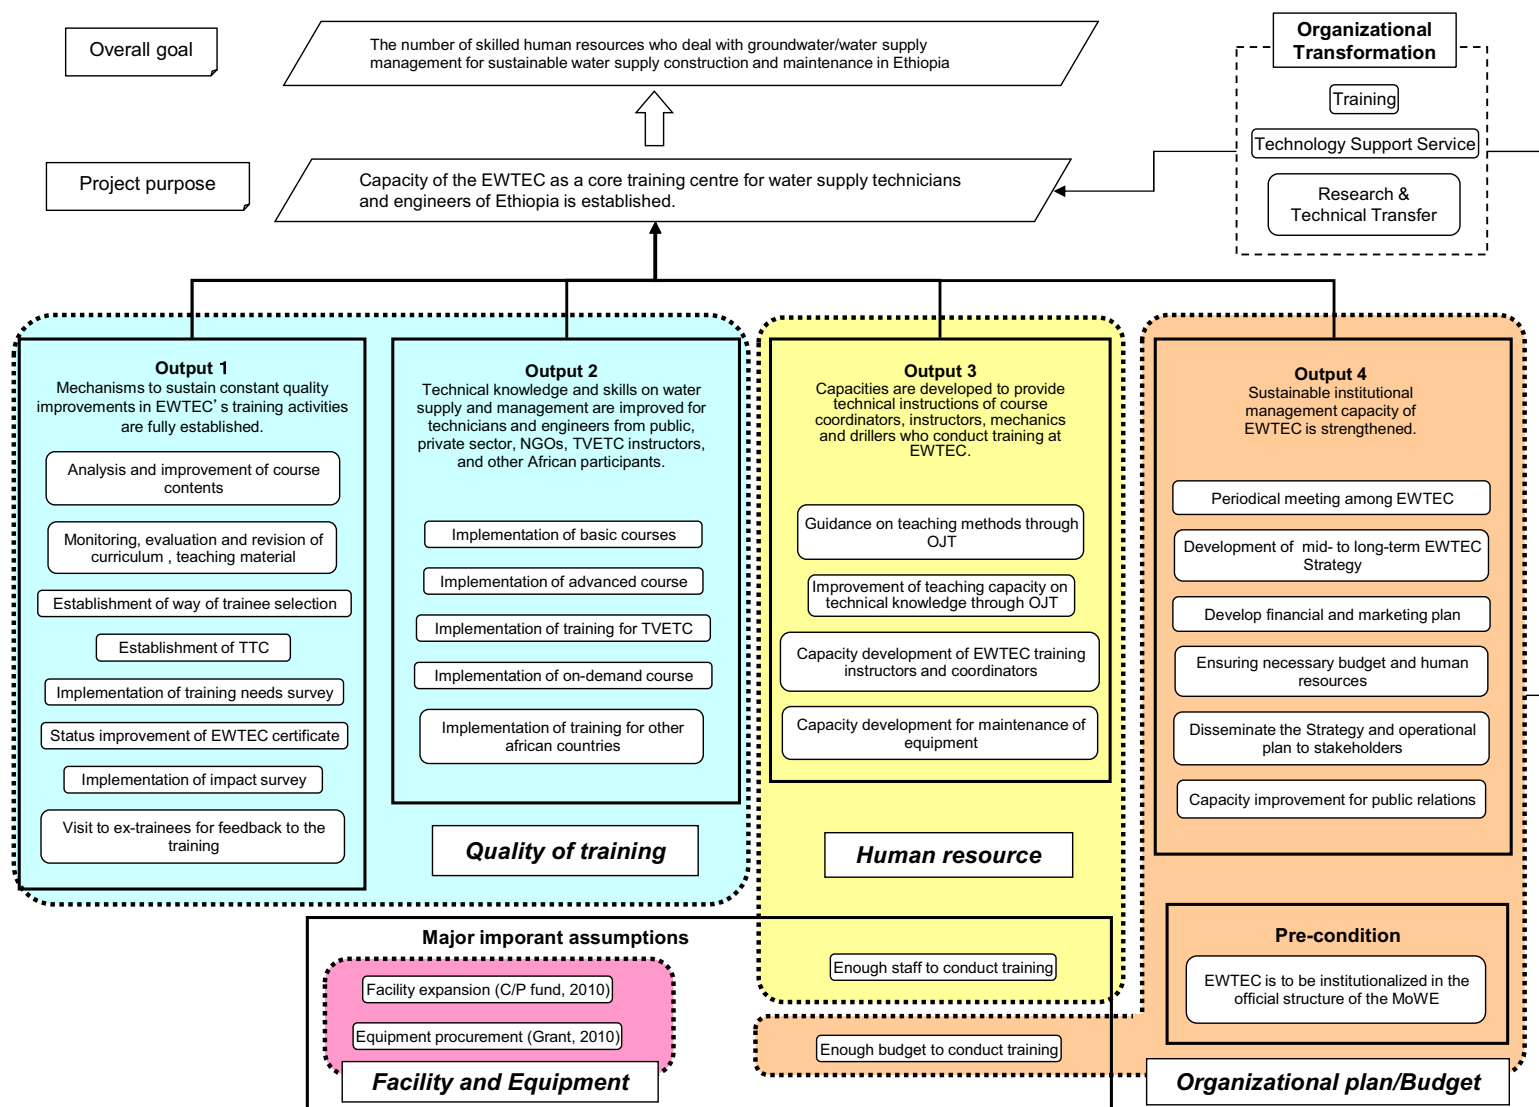 Overall goal
The number of skilled human resources who deal with groundwater/water supply
management for sustainable water supply construction and maintenance in Ethiopia
Organizational
Transformation
Training
Technology Support Service
Research &
Technical Transfer
Project purpose
Capacity of the EWTEC as a core training centre for water supply technicians
and engineers of Ethiopia is established.
Output 1
Mechanisms to sustain constant quality
improvements in EWTEC's training activities
are fully established.
Analysis and improvement of course
contents
Monitoring, evaluation and revision of
curriculum , teaching material
Establishment of way of trainee selection
Establishment of TTC
Implementation of training needs survey
Status improvement of EWTEC certificate
Implementation of impact survey
Visit to ex-trainees for feedback to the
training
Output 2
Technical knowledge and skills on water
supply and management are improved for
technicians and engineers from public,
private sector, NGOs, TVETC instructors,
and other African participants.
Implementation of basic courses
Implementation of advanced course
Implementation of training for TVETC
Implementation of on-demand course
Implementation of training for other
african countries
Quality of training
Output 3
Capacities are developed to provide
technical instructions of course
coordinators, instructors, mechanics
and drillers who conduct training at
EWTEC.
Guidance on teaching methods through
OJT
Improvement of teaching capacity on
technical knowledge through OJT
Capacity development of EWTEC training
instructors and coordinators
Capacity development for maintenance of
equipment
Human resource
Output 4
Sustainable institutional
management capacity of
EWTEC is strengthened.
Periodical meeting among EWTEC
Development of mid- to long-term EWTEC
Strategy
Develop financial and marketing plan
Ensuring necessary budget and human
resources
Disseminate the Strategy and operational
plan to stakeholders
Capacity improvement for public relations
Major imporant assumptions
Facility expansion (C/P fund, 2010)
Equipment procurement (Grant, 2010)
Facility and Equipment
Enough staff to conduct training
Enough budget to conduct training
Pre-condition
EWTEC is to be institutionalized in the
official structure of the MoWE
Organizational plan/Budget